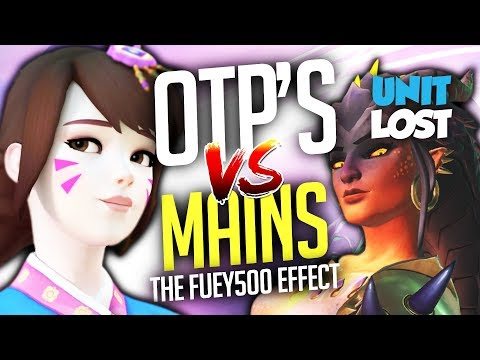 OTP'S
VS
MAINS
THE FUEY500 EFFECT
UNIT
LOST